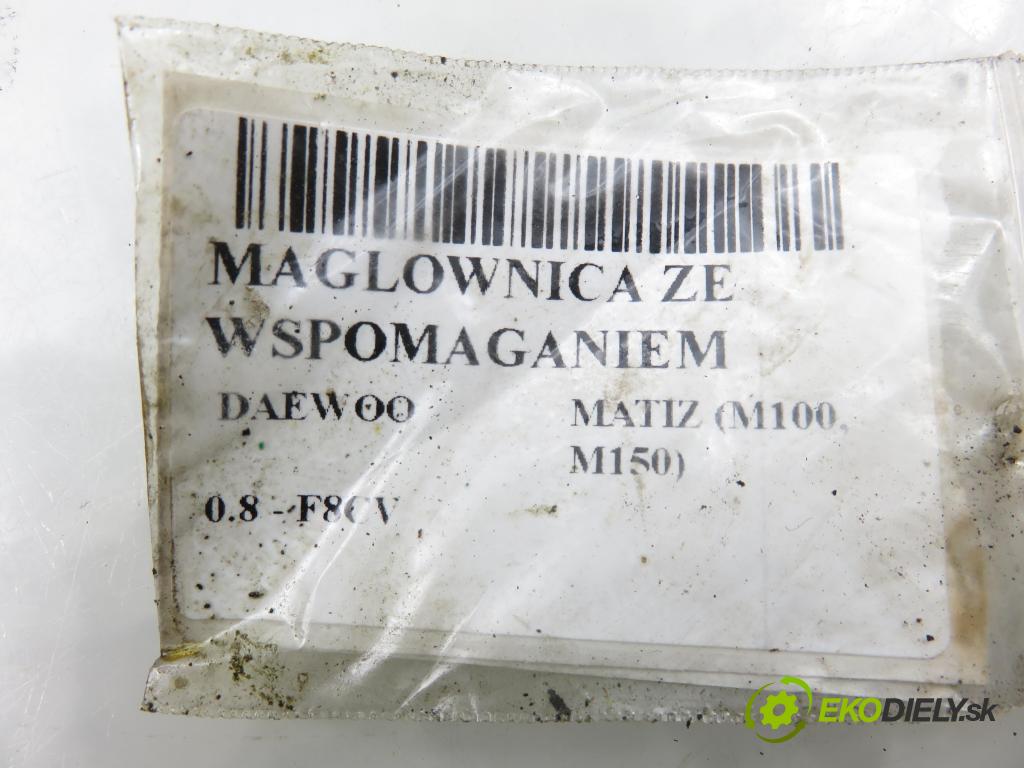 MAGLOWNICA ZE
WSPOMAGANIEM
DAEWOO MATIZ (M100,
M150)
0.8 - F8CV
EKODIELY.sk